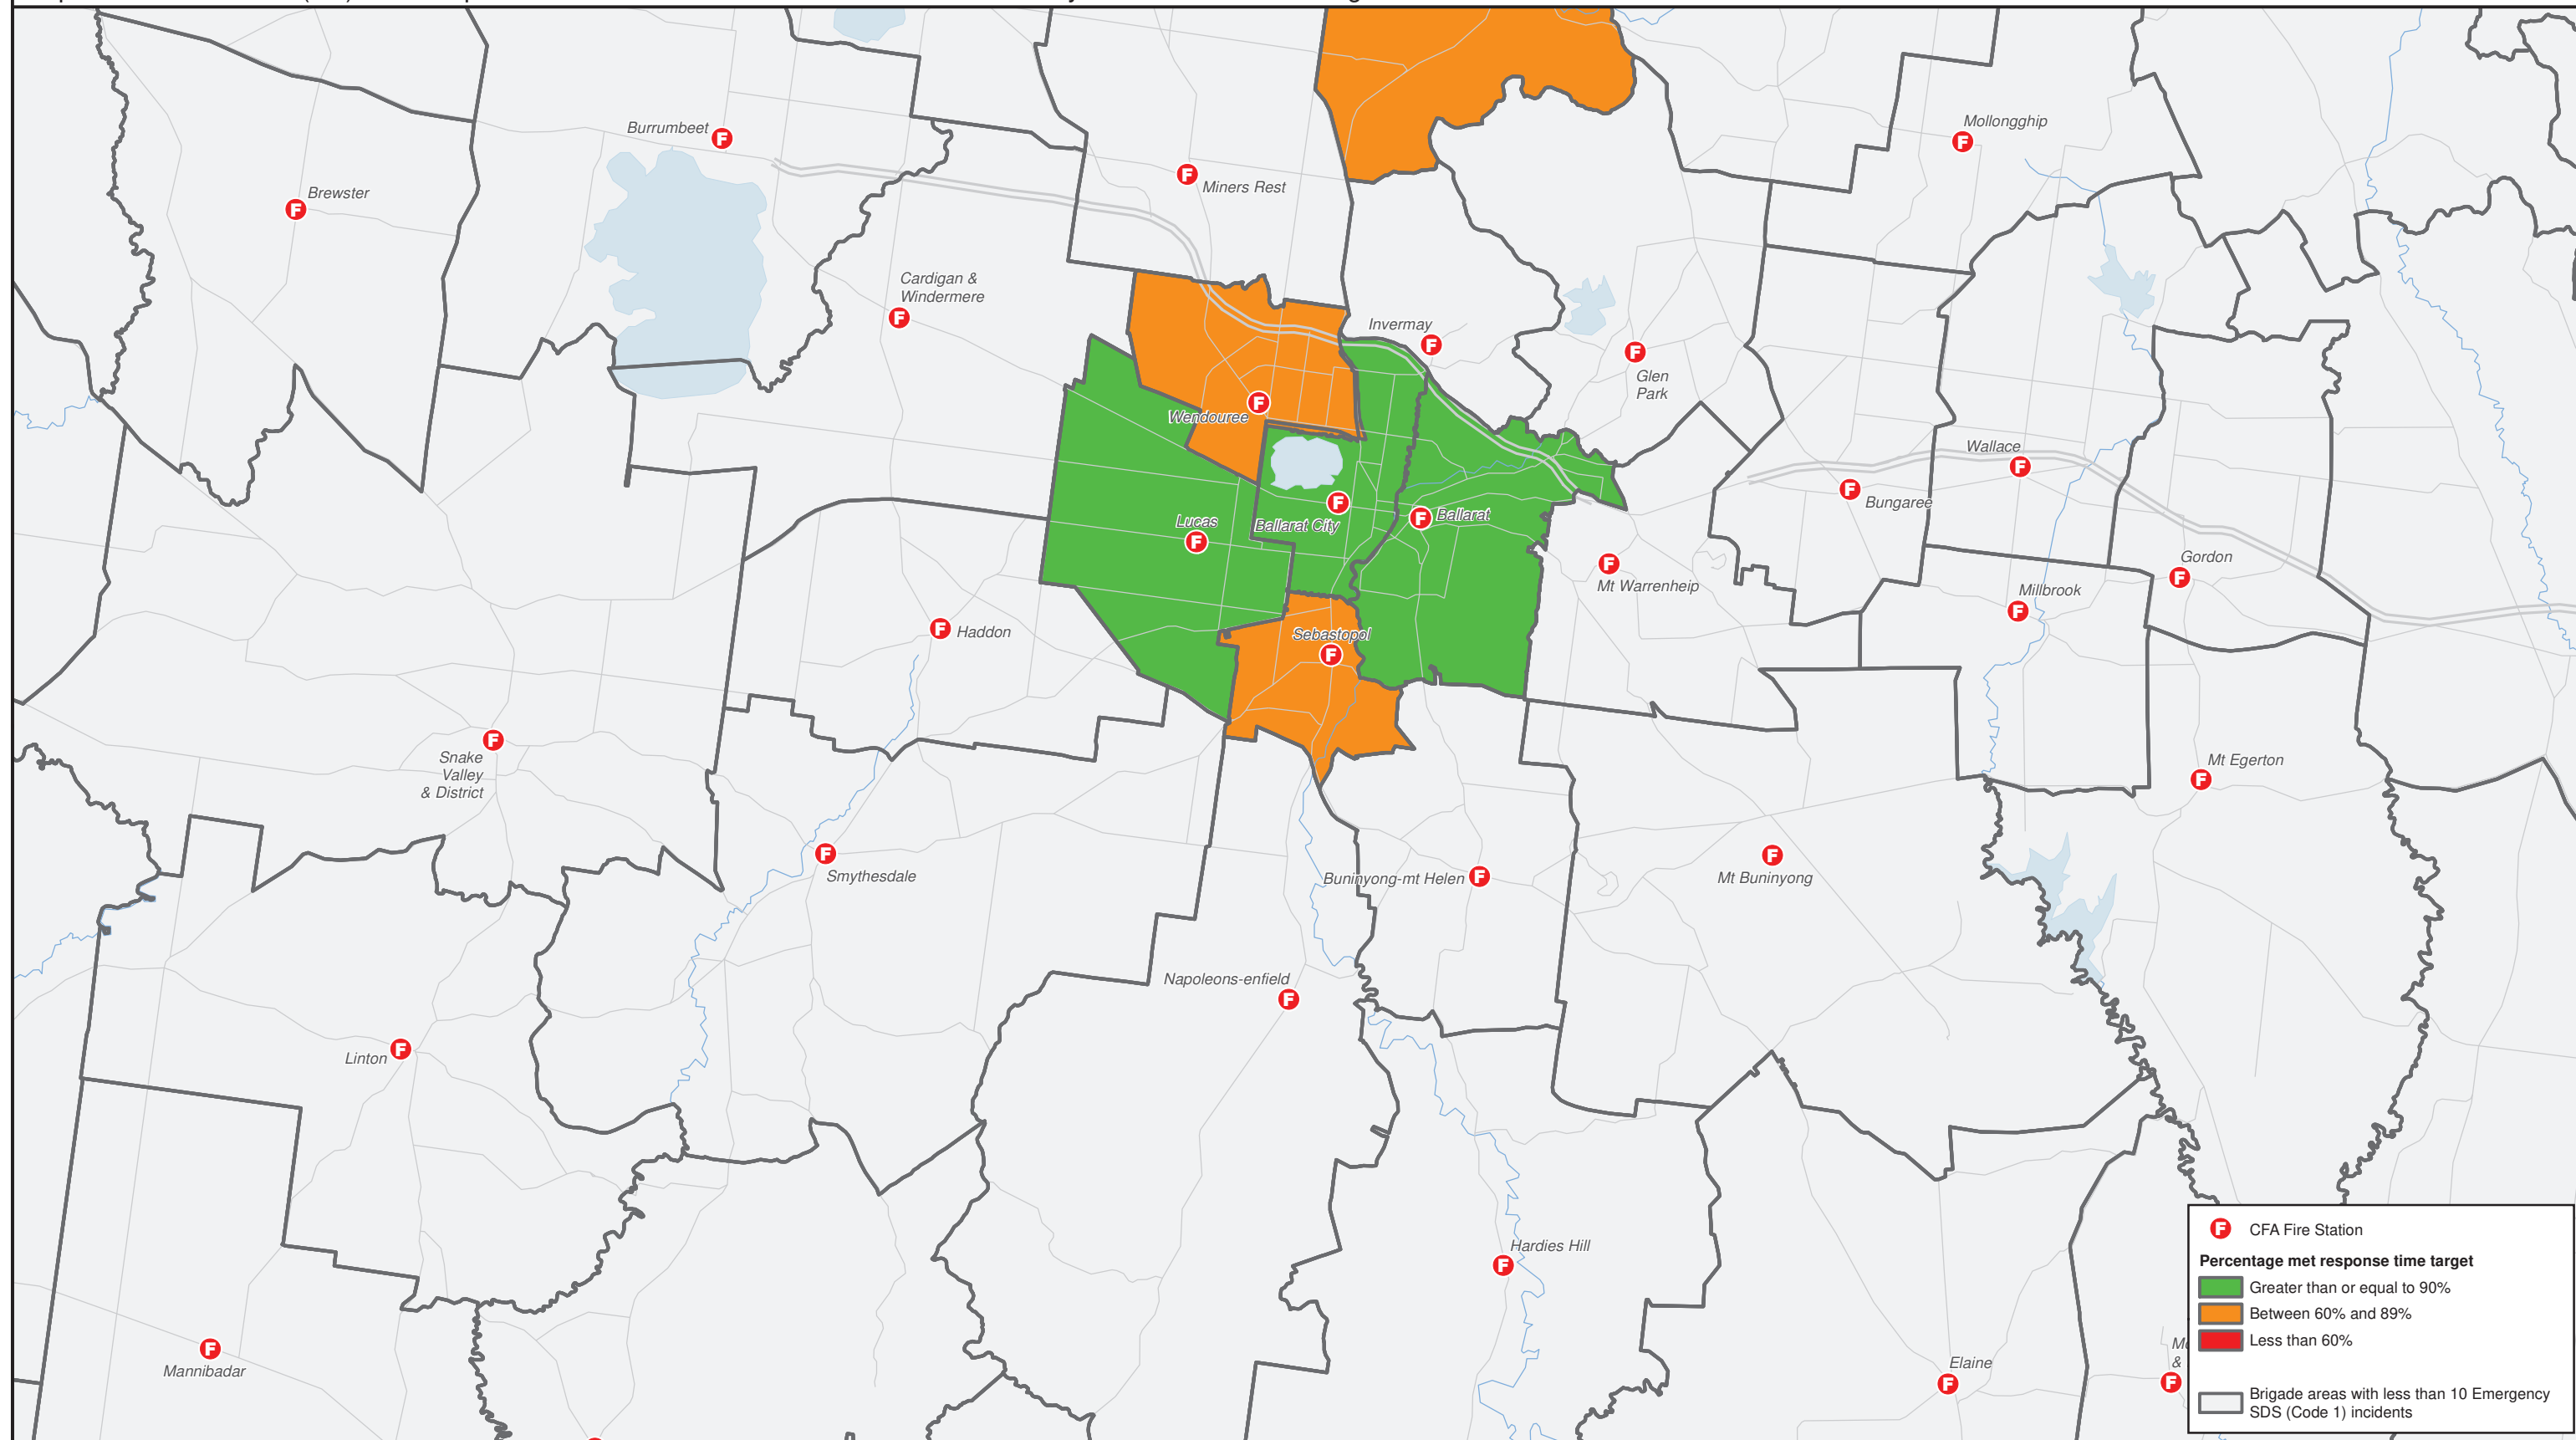 Mollongghip
Burrumbeet
Miners Rest
Brewster
Cardigan &
Windermere
Invermay
Glen
Park
Wendouree
Wallace
Bungaree
Lucas
Ballarat City
Ballarat
Gordon
Mt Warrenheip
Millbrook
Haddon
Sebastopol
Snake
Valley
& District
Mt Egerton
Smythesdale
Buninyong-mt Helen
Mt Buninyong
Napoleons-enfield
Linton
Hardies Hill
Mannibadar
Elaine
&
F CFA Fire Station
Percentage met response time target
Greater than or equal to 90%
Between 60% and 89%
Less than 60%
Brigade areas with less than 10 Emergency
SDS (Code 1) incidents